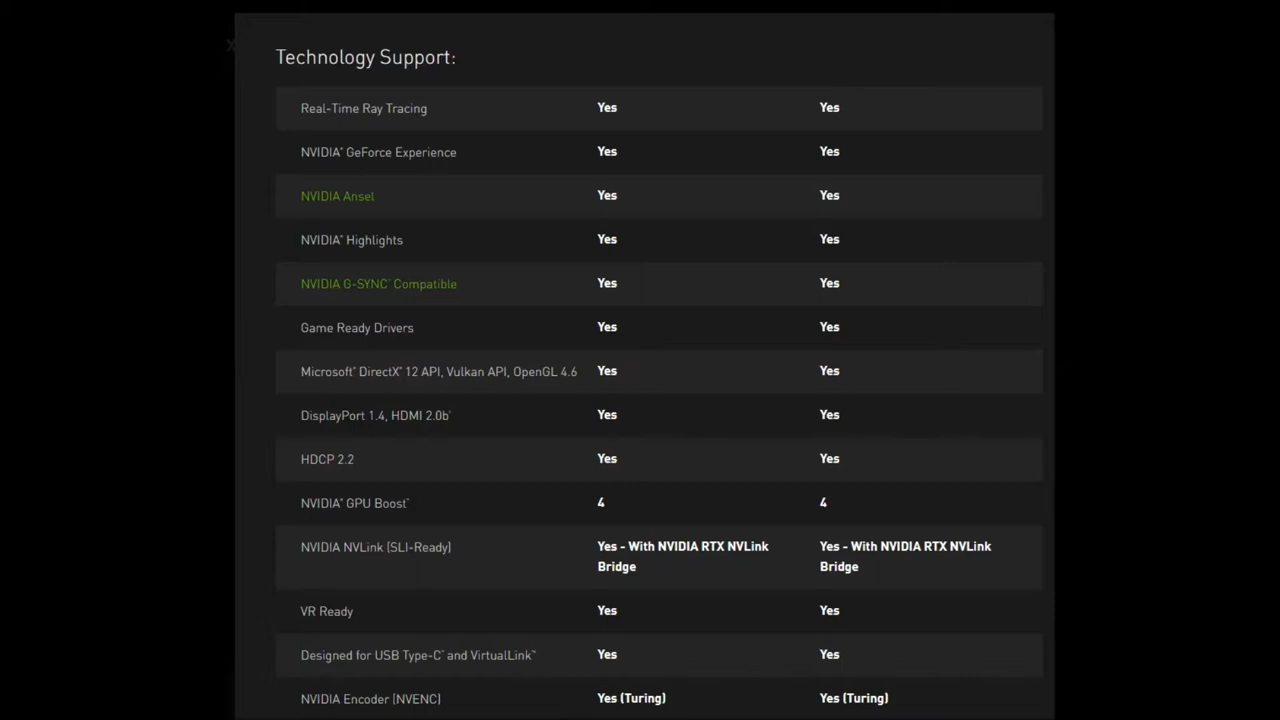 Technology Support:
Real-Time Ray Tracing Yes Yes
NVIDIA® GeForce Experience Yes Yes
NVIDIA Ansel Yes Yes
NVIDIA® Highlights Yes Yes
NVIDIA G-SYNC® Compatible Yes Yes
Game Ready Drivers Yes Yes
Microsoft® DirectX® 12 API, Vulkan API, OpenGL 4.6 Yes Yes
DisplayPort 1.4, HDMI 2.0b Yes Yes
HDCP 2.2 Yes Yes
NVIDIA® GPU Boost™ 4 4
NVIDIA NVLink (SLI-Ready) Yes - With NVIDIA RTX NVLink Yes - With NVIDIA RTX NVLink
Bridge Bridge
VR Ready Yes Yes
Designed for USB Type-C™ and VirtualLink™ Yes Yes
NVIDIA Encoder (NVENC) Yes (Turing) Yes (Turing)